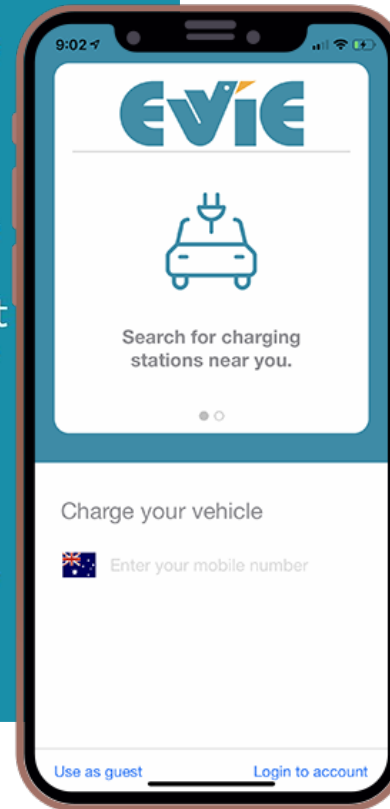 9:02
EViE
Search for charging
stations near you.
t
Charge your vehicle
Enter your mobile number
Use as guest
Login to account